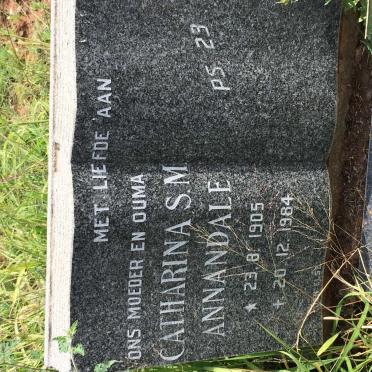 MET LIEFDE AAN
ONS MOEDER EN OUMA
CATHARINA S.M
ANNANDALE
* 23.8.1905
+ 20.12.1984
PS 23